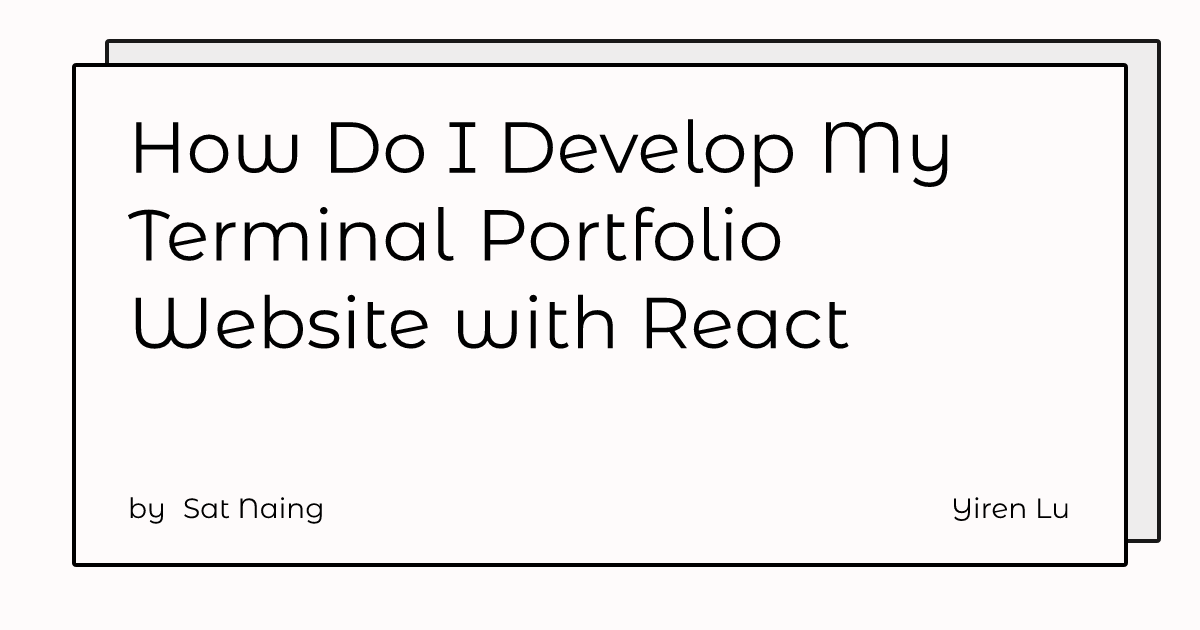 How Do I Develop My
Terminal Portfolio
Website with React
by Sat Naing
Yiren Lu